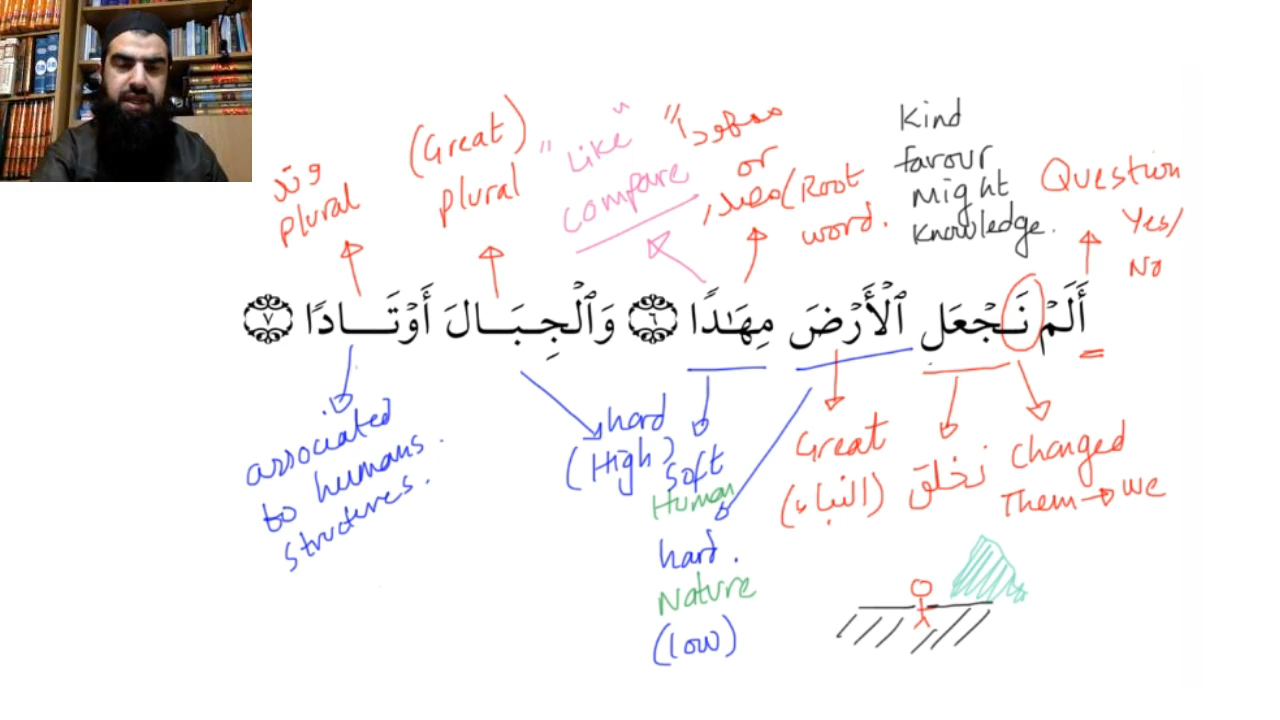 وتد
plural
(Great)
plural
"Like"
compare
or
مصدر (Root
word.
Kind
favour
might
knowledge.
Question
Yes/
No
أَلَمۡ نَجۡعَلِ ٱلۡأَرۡضَ مِهَٰدٗا ٦ وَٱلۡجِبَالَ أَوۡتَادٗا ٧
associated
to humans.
structures.
hard
(High)
soft
Human
hard.
Nature
(low)
Great
(النباء)
نخلق
Changed
Them → We